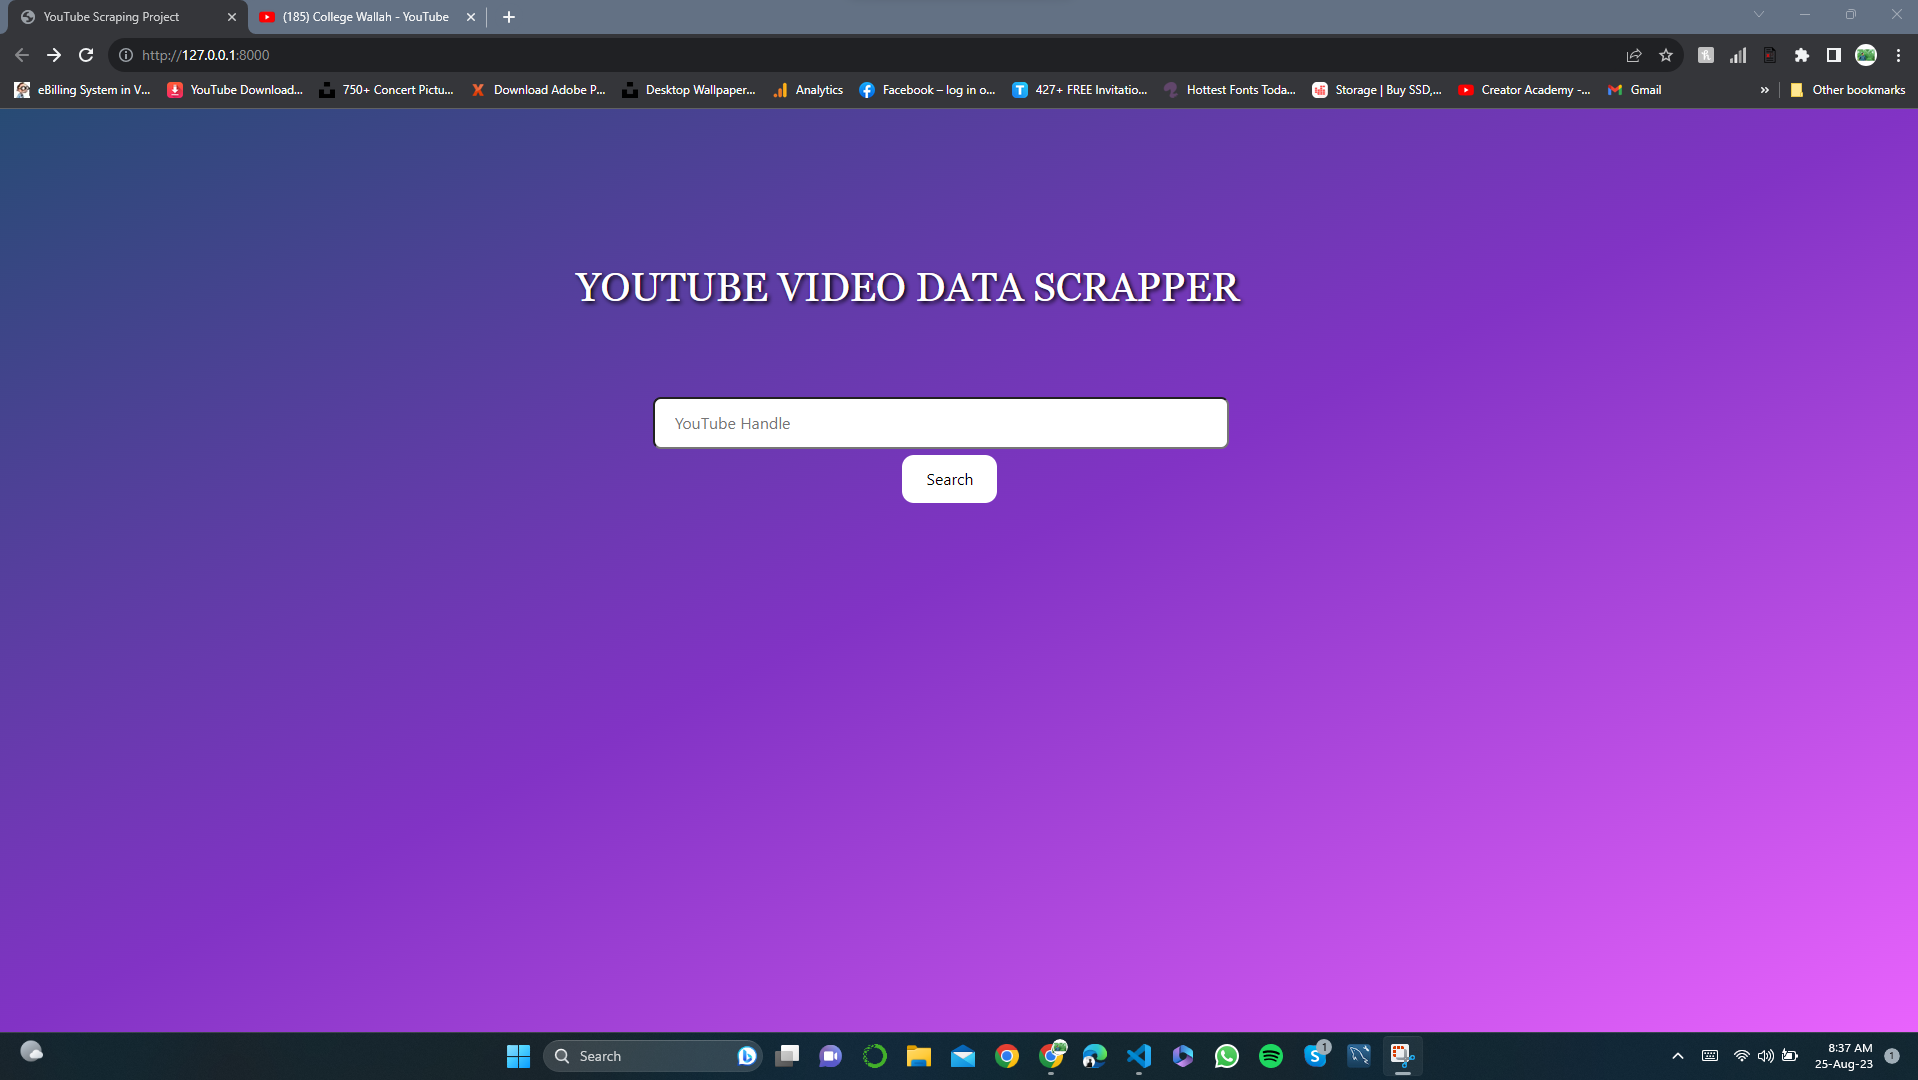 YouTube Scraping Project
(185) College Wallah - YouTube
http://127.0.0.1:8000
eBilling System in V...
YouTube Download...
750+ Concert Pictu...
Download Adobe P...
Desktop Wallpaper...
Analytics
Facebook – log in o...
427+ FREE Invitatio...
Hottest Fonts Toda...
Storage | Buy SSD,...
Creator Academy -...
Gmail
»
Other bookmarks
YOUTUBE VIDEO DATA SCRAPPER
YouTube Handle
Search
Search
1
8:37 AM
25-Aug-23
1